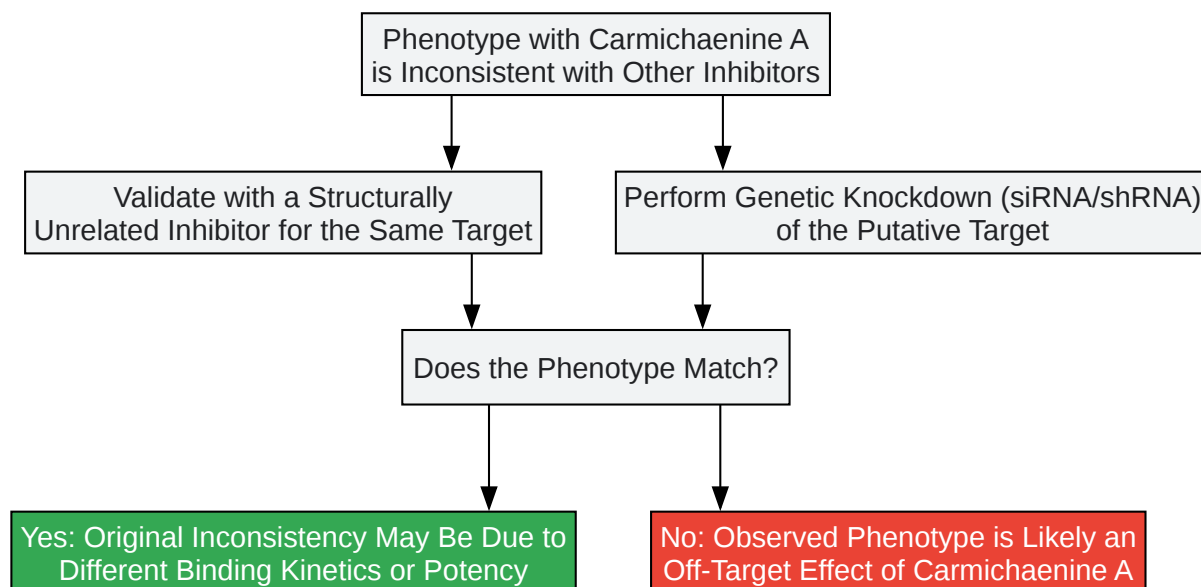 Phenotype with Carmichaenine A
is Inconsistent with Other Inhibitors
Validate with a Structurally
Unrelated Inhibitor for the Same Target
Perform Genetic Knockdown (siRNA/shRNA)
of the Putative Target
Does the Phenotype Match?
Yes: Original Inconsistency May Be Due to
Different Binding Kinetics or Potency
No: Observed Phenotype is Likely an
Off-Target Effect of Carmichaenine A